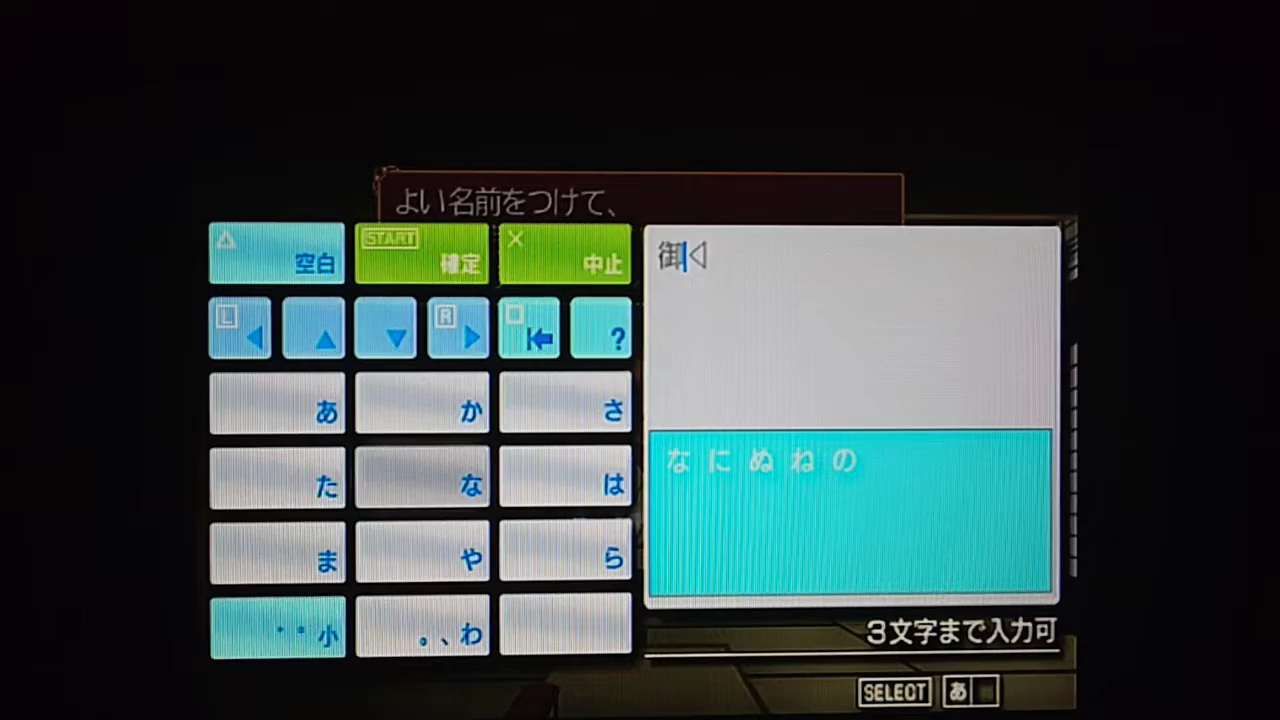 よい名前をつけて、
△ 空白
START 確定
× 中止
御
L ◀
▲
▼
R ▶
□
?
あ
か
さ
なにぬねの
た
な
は
ま
や
ら
゛゜小
。、わ
3文字まで入力可
SELECT あ